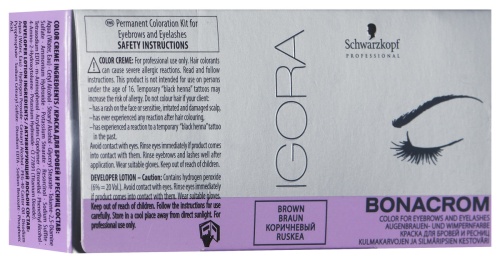 Permanent Coloration Kit for
Eyebrows and Eyelashes
SAFETY INSTRUCTIONS
COLOR CREME: For professional use only. Hair colorants
can cause severe allergic reactions. Read and follow
instructions. This product is not intended for use on persons
under the age of 16. Temporary "black henna" tattoos may
increase the risk of allergy. Do not colour hair if your client:
- has a rash on the face or sensitive, irritated and damaged scalp,
- has ever experienced any reaction after hair colouring,
- has experienced a reaction to a temporary "black henna" tattoo
in the past.
Avoid contact with eyes. Rinse eyes immediately if product comes
into contact with them. Rinse eyebrows and lashes well after
application. Wear suitable gloves. Keep out of reach of children.
DEVELOPER LOTION – Caution: Contains hydrogen peroxide
(6% = 20 Vol.). Avoid contact with eyes. Rinse eyes immediately
if product comes into contact with them. Wear suitable gloves.
Keep out of reach of children. Follow the instructions for use
carefully. Store in a cool place away from direct sunlight. For
professional use only.
IGORA
BROWN
BRAUN
КОРИЧНЕВЫЙ
RUSKEA
Schwarzkopf
PROFESSIONAL
BONACROM
COLOR FOR EYEBROWS AND EYELASHES
AUGENBRAUEN- UND WIMPERNFARBE
КРАСКА ДЛЯ БРОВЕЙ И РЕСНИЦ
KULMAKARVOJEN JA SILMÄRIPSIEN KESTOVÄRI
COLOR CREME INGREDIENTS / КРАСКА ДЛЯ БРОВЕЙ И РЕСНИЦ СОСТАВ: